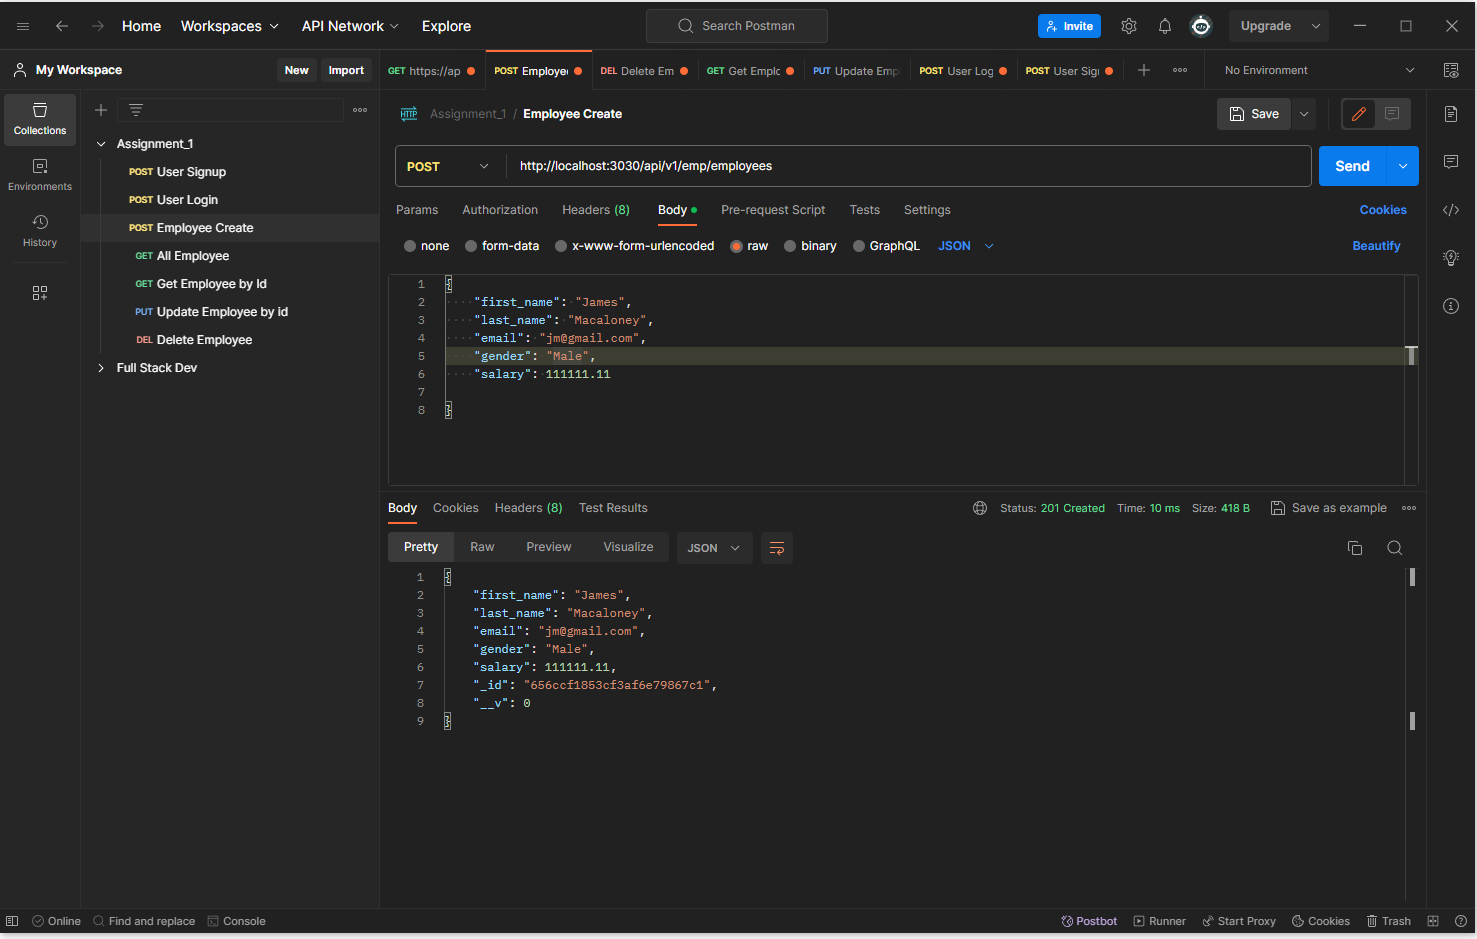 Home Workspaces API Network Explore Search Postman Invite Upgrade
My Workspace New Import GET https://ap POST Employee DEL Delete Em GET Get Emplo PUT Update Emp POST User Log POST User Sig No Environment
HTTP Assignment_1 / Employee Create Save
Collections
Environments
History
Assignment_1
POST User Signup
POST User Login
POST Employee Create
GET All Employee
GET Get Employee by Id
PUT Update Employee by id
DEL Delete Employee
Full Stack Dev
POST http://localhost:3030/api/v1/emp/employees Send
Params Authorization Headers (8) Body Pre-request Script Tests Settings Cookies
none form-data x-www-form-urlencoded raw binary GraphQL JSON Beautify
1 {
2 "first_name": "James",
3 "last_name": "Macaloney",
4 "email": "jm@gmail.com",
5 "gender": "Male",
6 "salary": 111111.11
7
8 }
Body Cookies Headers (8) Test Results Status: 201 Created Time: 10 ms Size: 418 B Save as example
Pretty Raw Preview Visualize JSON
1 {
2 "first_name": "James",
3 "last_name": "Macaloney",
4 "email": "jm@gmail.com",
5 "gender": "Male",
6 "salary": 111111.11,
7 "_id": "656ccf1853cf3af6e79867c1",
8 "__v": 0
9 }
Online Find and replace Console Postbot Runner Start Proxy Cookies Trash